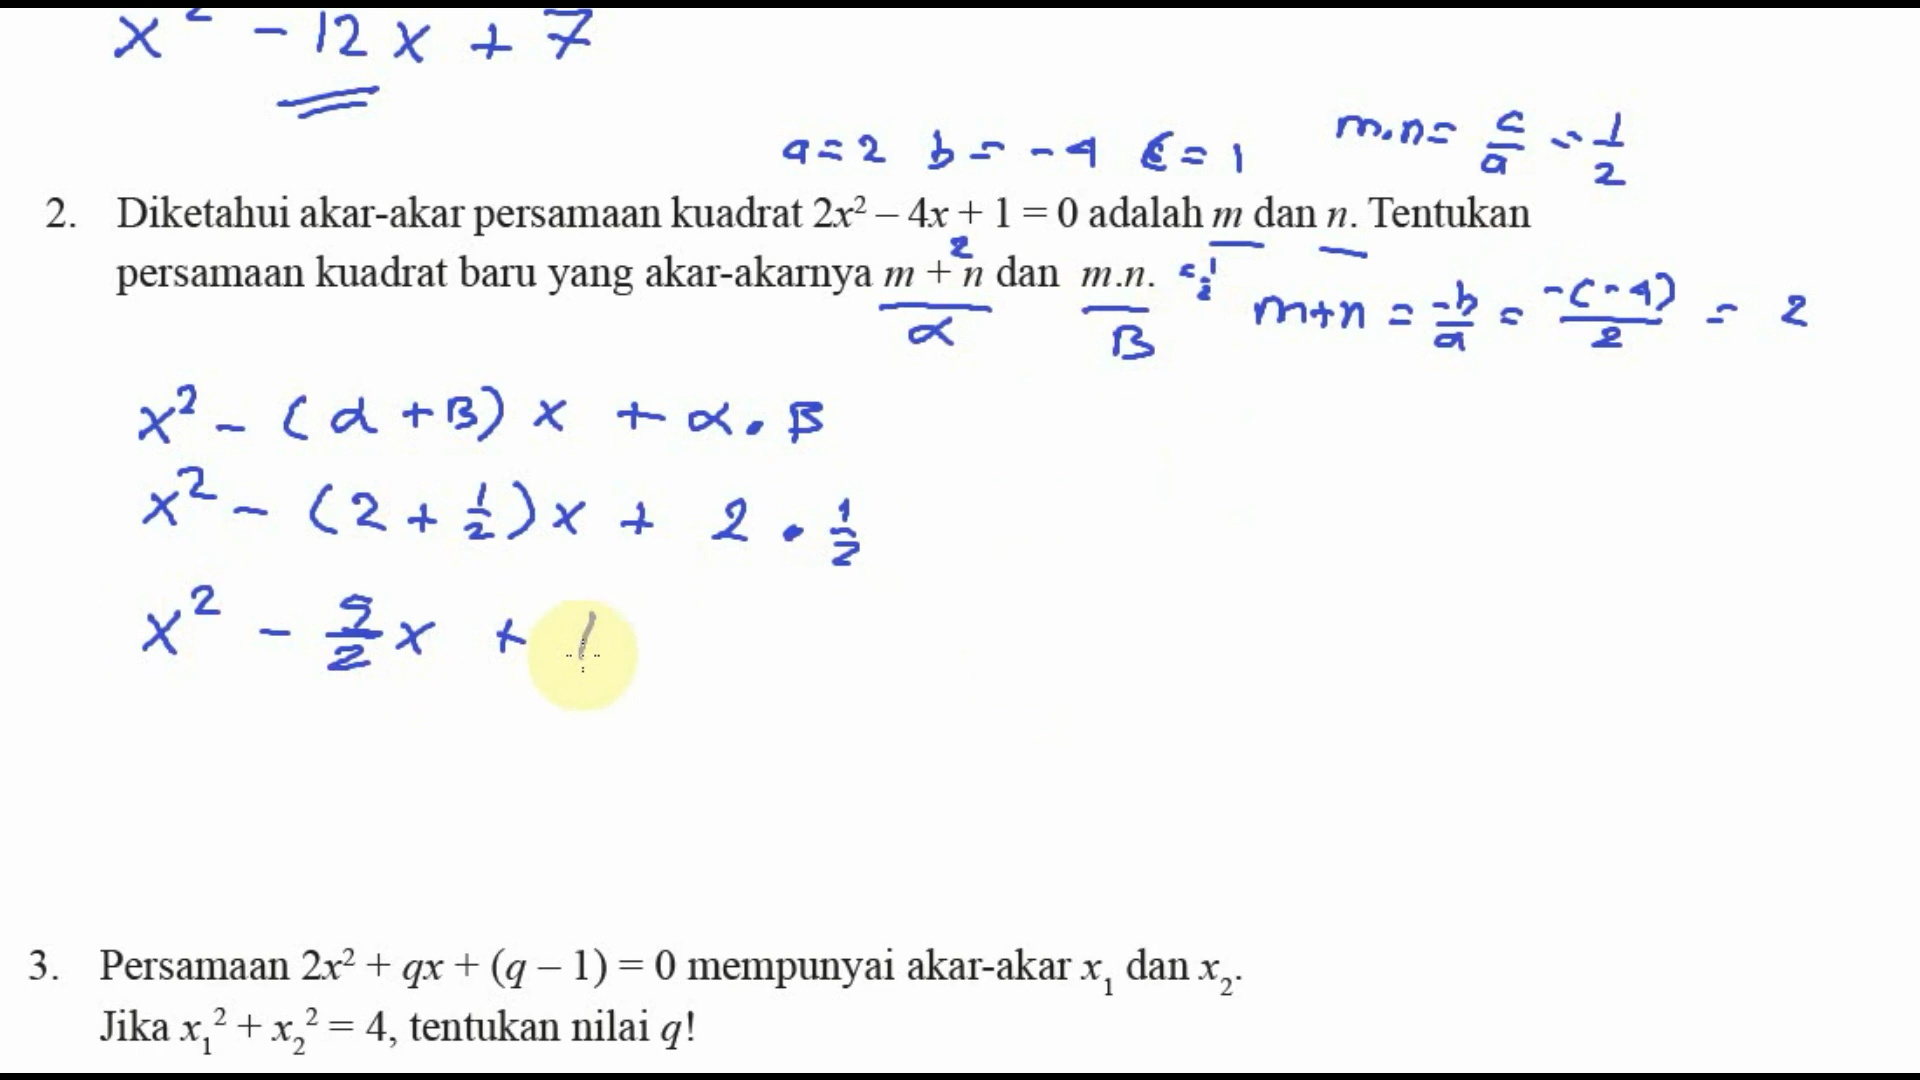 x² - 12x + 7
a = 2 b = -4 c = 1 m.n = c/a = 1/2
2. Diketahui akar-akar persamaan kuadrat 2x² – 4x + 1 = 0 adalah m dan n. Tentukan
2
persamaan kuadrat baru yang akar-akarnya m + n dan m.n. = 1/2
m+n = -b/a = -(-4)/2 = 2
α β
x² - (α + β) x + α . β
x² - (2 + 1/2) x + 2 . 1/2
x² - 5/2 x + 1
3. Persamaan 2x² + qx + (q – 1) = 0 mempunyai akar-akar x₁ dan x₂.
Jika x₁² + x₂² = 4, tentukan nilai q!